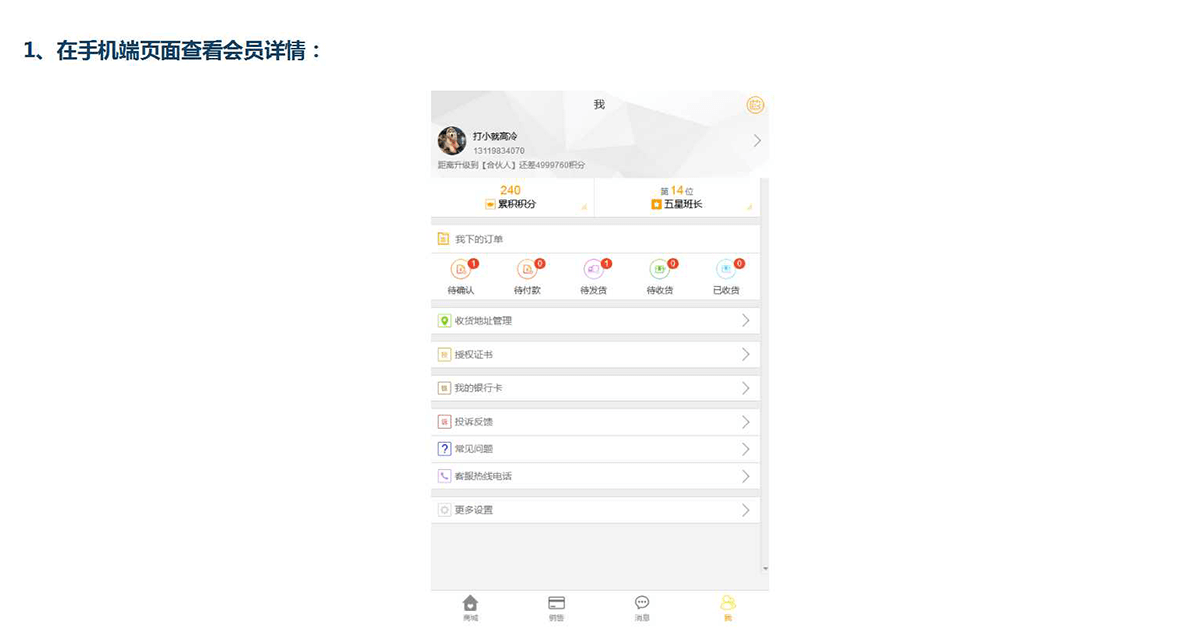 1、在手机端页面查看会员详情：
我
打小就高冷
13119834070
距离升级到【合伙人】还差4999760积分
240
累积积分
第 14 位
五星班长
我下的订单
1 0 1 0 0
待确认 待付款 待发货 待收货 已收货
收货地址管理
授权证书
我的银行卡
投诉反馈
常见问题
客服热线电话
更多设置
商城 销售 消息 我